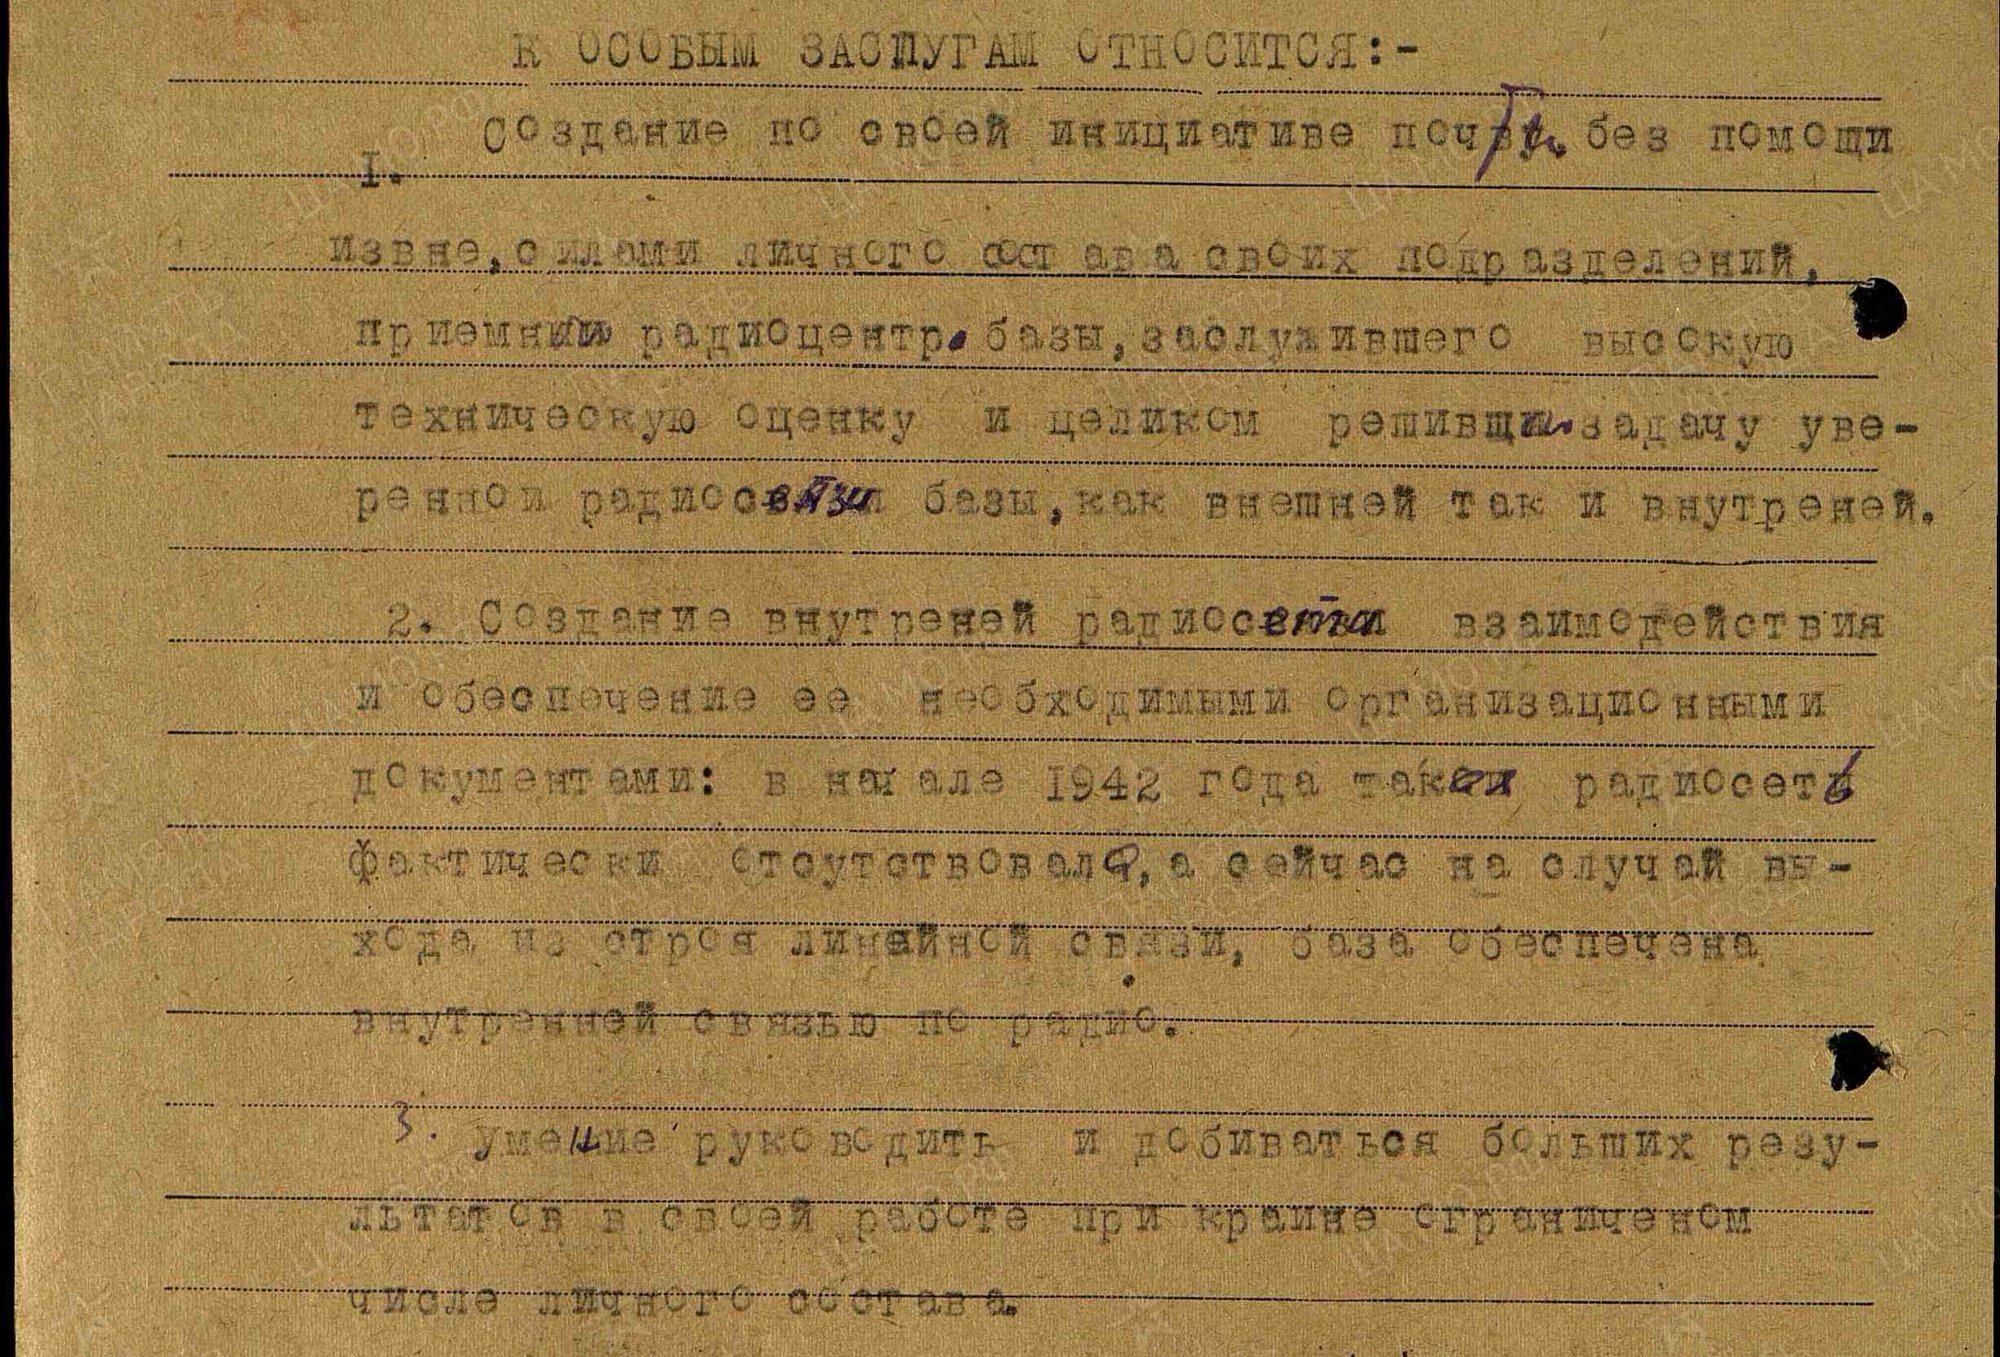 К ОСОБЫМ ЗАСЛУГАМ ОТНОСИТСЯ:-
I. Создание по своей инициативе почти без помощи
извне, силами личного состава своих подразделений,
приемный радиоцентр базы, заслужившего высокую
техническую оценку и целиком решивши задачу уве-
ренной радиосвязи базы, как внешней так и внутреней.
2. Создание внутреней радиосети взаимодействия
и обеспечение ее необходимыми организационными
документами: в начале 1942 года такая радиосеть
фактически отсутствовала, а сейчас на случай вы-
хода из строя линейной связи, база обеспечена
внутренней связью по радио.
3. Умение руководить и добиваться больших резу-
льтатов в своей работе при крайне ограниченом
числе личного состава.